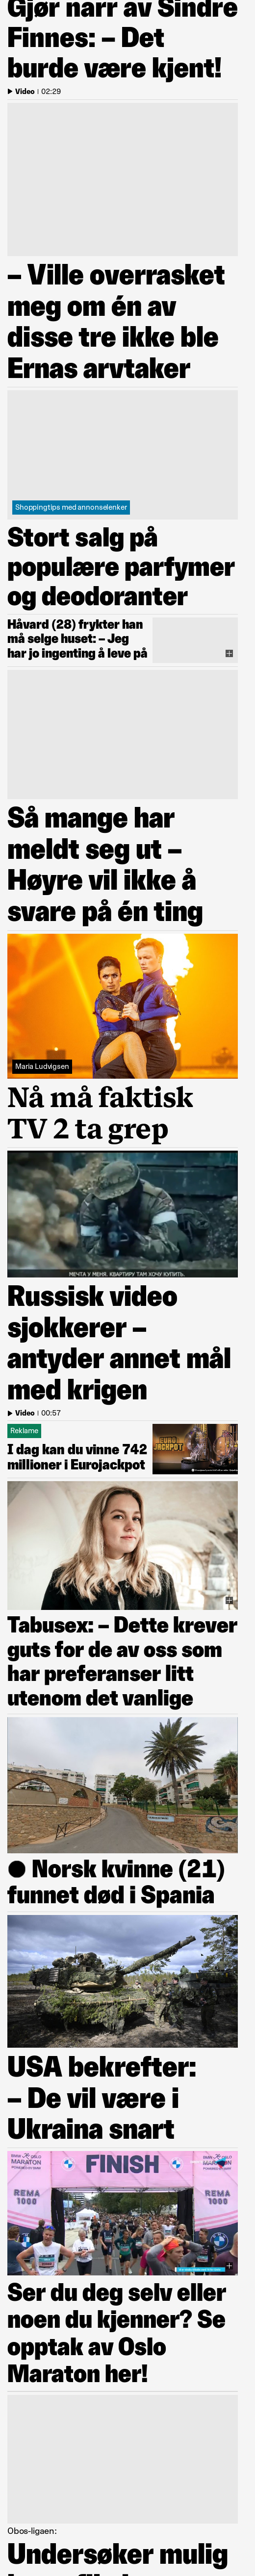 Gjør narr av Sindre
Finnes: – Det
burde være kjent!
Video | 02:29
– Ville overrasket
meg om én av
disse tre ikke ble
Ernas arvtaker
Shoppingtips med annonselenker
Stort salg på
populære parfymer
og deodoranter
Håvard (28) frykter han
må selge huset: – Jeg
har jo ingenting å leve på
Så mange har
meldt seg ut –
Høyre vil ikke å
svare på én ting
Maria Ludvigsen
Nå må faktisk
TV 2 ta grep
МЕЧТА У МЕНЯ, КВАРТИРУ ТАМ ХОЧУ КУПИТЬ.
Russisk video
sjokkerer –
antyder annet mål
med krigen
Video | 00:57
Reklame
I dag kan du vinne 742
millioner i Eurojackpot
EURO
JACKPOT
Tabusex: – Dette krever
guts for de av oss som
har preferanser litt
utenom det vanlige
● Norsk kvinne (21)
funnet død i Spania
USA bekrefter:
– De vil være i
Ukraina snart
BMW OSLO
MARATON
FINISH
MARATON
REMA
1000
REMA
1000
Ser du deg selv eller
noen du kjenner? Se
opptak av Oslo
Maraton her!
Obos-ligaen:
Undersøker mulig